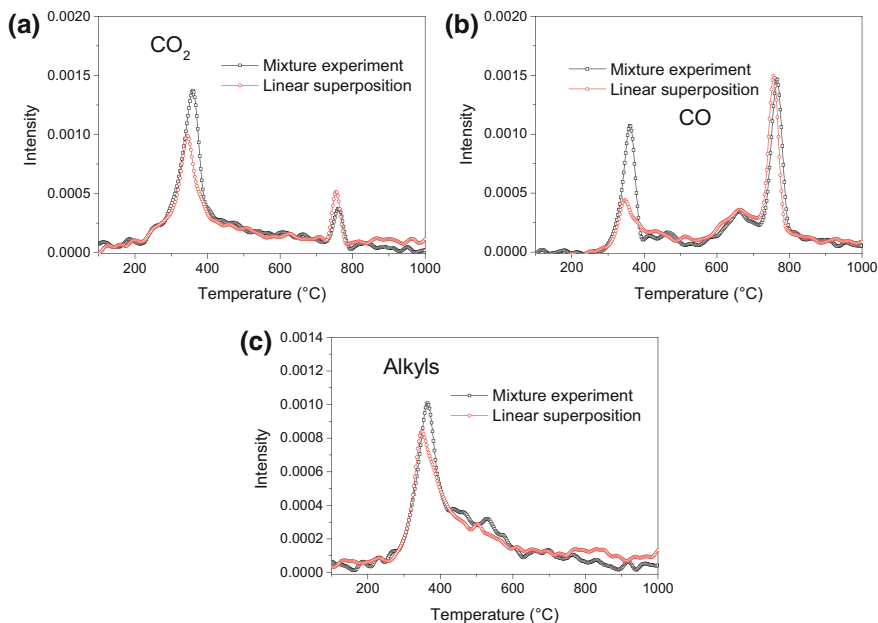 (a)
0.0020
0.0015
0.0010
0.0005
0.0000
Intensity
CO2
Mixture experiment
Linear superposition
200 400 600 800 1000
Temperature (°C)
(b)
0.0020
0.0015
0.0010
0.0005
0.0000
Intensity
Mixture experiment
Linear superposition
CO
200 400 600 800 1000
Temperature (°C)
(c)
0.0014
0.0012
0.0010
0.0008
0.0006
0.0004
0.0002
0.0000
Intensity
Alkyls
Mixture experiment
Linear superposition
200 400 600 800 1000
Temperature (°C)